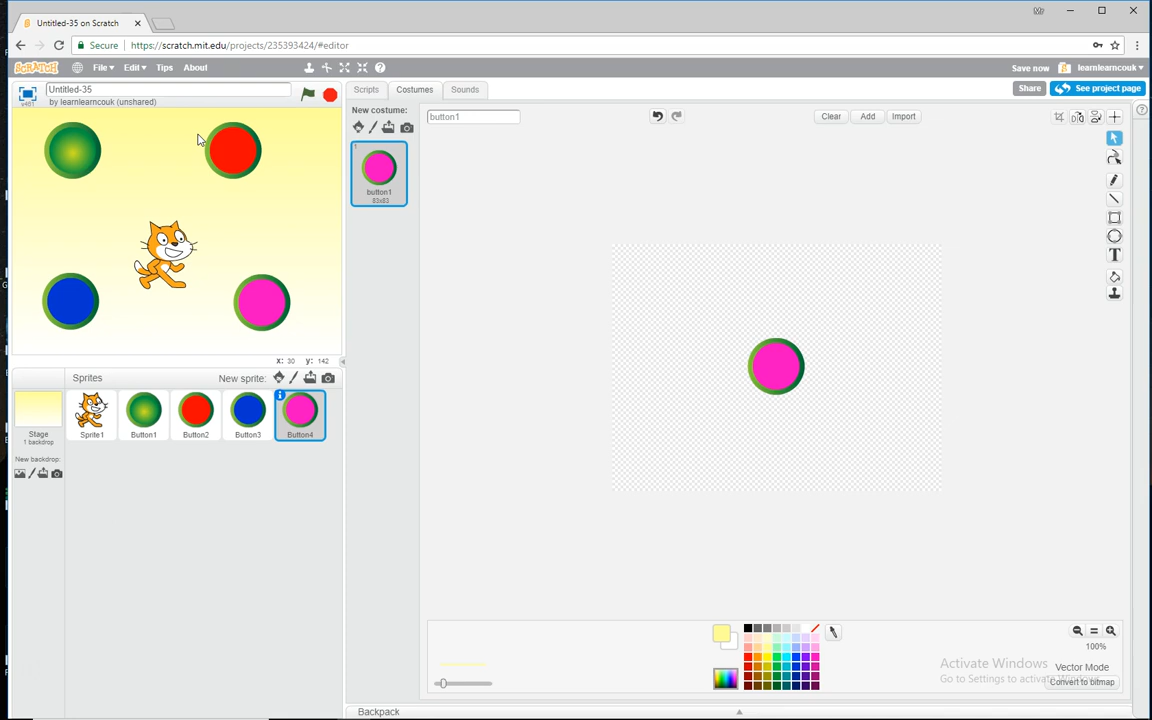 Untitled-35 on Scratch
Secure https://scratch.mit.edu/projects/235393424/#editor
SCRATCH File Edit Tips About Save now learnlearncouk
Untitled-35
by learnlearncouk (unshared)
v461
Scripts Costumes Sounds Share See project page
New costume:
button1 Clear Add Import
1
button1
83x83
T
x: 30 y: 142
Sprites New sprite:
Stage
1 backdrop
New backdrop:
Sprite1 Button1 Button2 Button3 Button4
100%
Activate Windows
Vector Mode
Go to Settings to activate Windows.
Convert to bitmap
Backpack